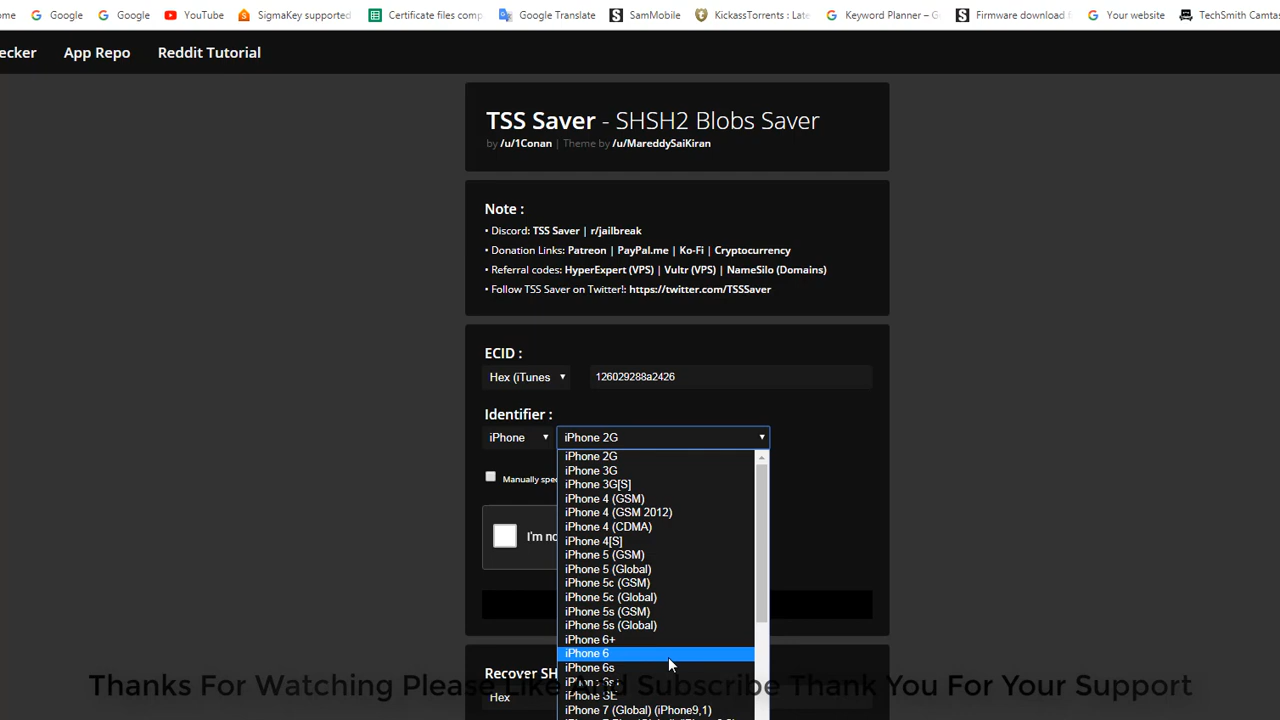 ome Google Google YouTube SigmaKey supported Certificate files comp Google Translate SamMobile KickassTorrents : Late Keyword Planner – G Firmware download f Your website TechSmith Camtas
ecker App Repo Reddit Tutorial
TSS Saver - SHSH2 Blobs Saver
by /u/1Conan | Theme by /u/MareddySaiKiran
Note :
• Discord: TSS Saver | r/jailbreak
• Donation Links: Patreon | PayPal.me | Ko-Fi | Cryptocurrency
• Referral codes: HyperExpert (VPS) | Vultr (VPS) | NameSilo (Domains)
• Follow TSS Saver on Twitter!: https://twitter.com/TSSSaver
ECID :
Hex (iTunes 126029288a2426
Identifier :
iPhone iPhone 2G
iPhone 2G
iPhone 3G
iPhone 3G[S]
Manually spe
iPhone 4 (GSM)
iPhone 4 (GSM 2012)
iPhone 4 (CDMA)
I'm no
iPhone 4[S]
iPhone 5 (GSM)
iPhone 5 (Global)
iPhone 5c (GSM)
iPhone 5c (Global)
iPhone 5s (GSM)
iPhone 5s (Global)
iPhone 6+
iPhone 6
iPhone 6s
Recover SH
iPhone 6s+
Thanks For Watching Please Like And Subscribe Thank You For Your Support
Hex
iPhone SE
iPhone 7 (Global) (iPhone9,1)